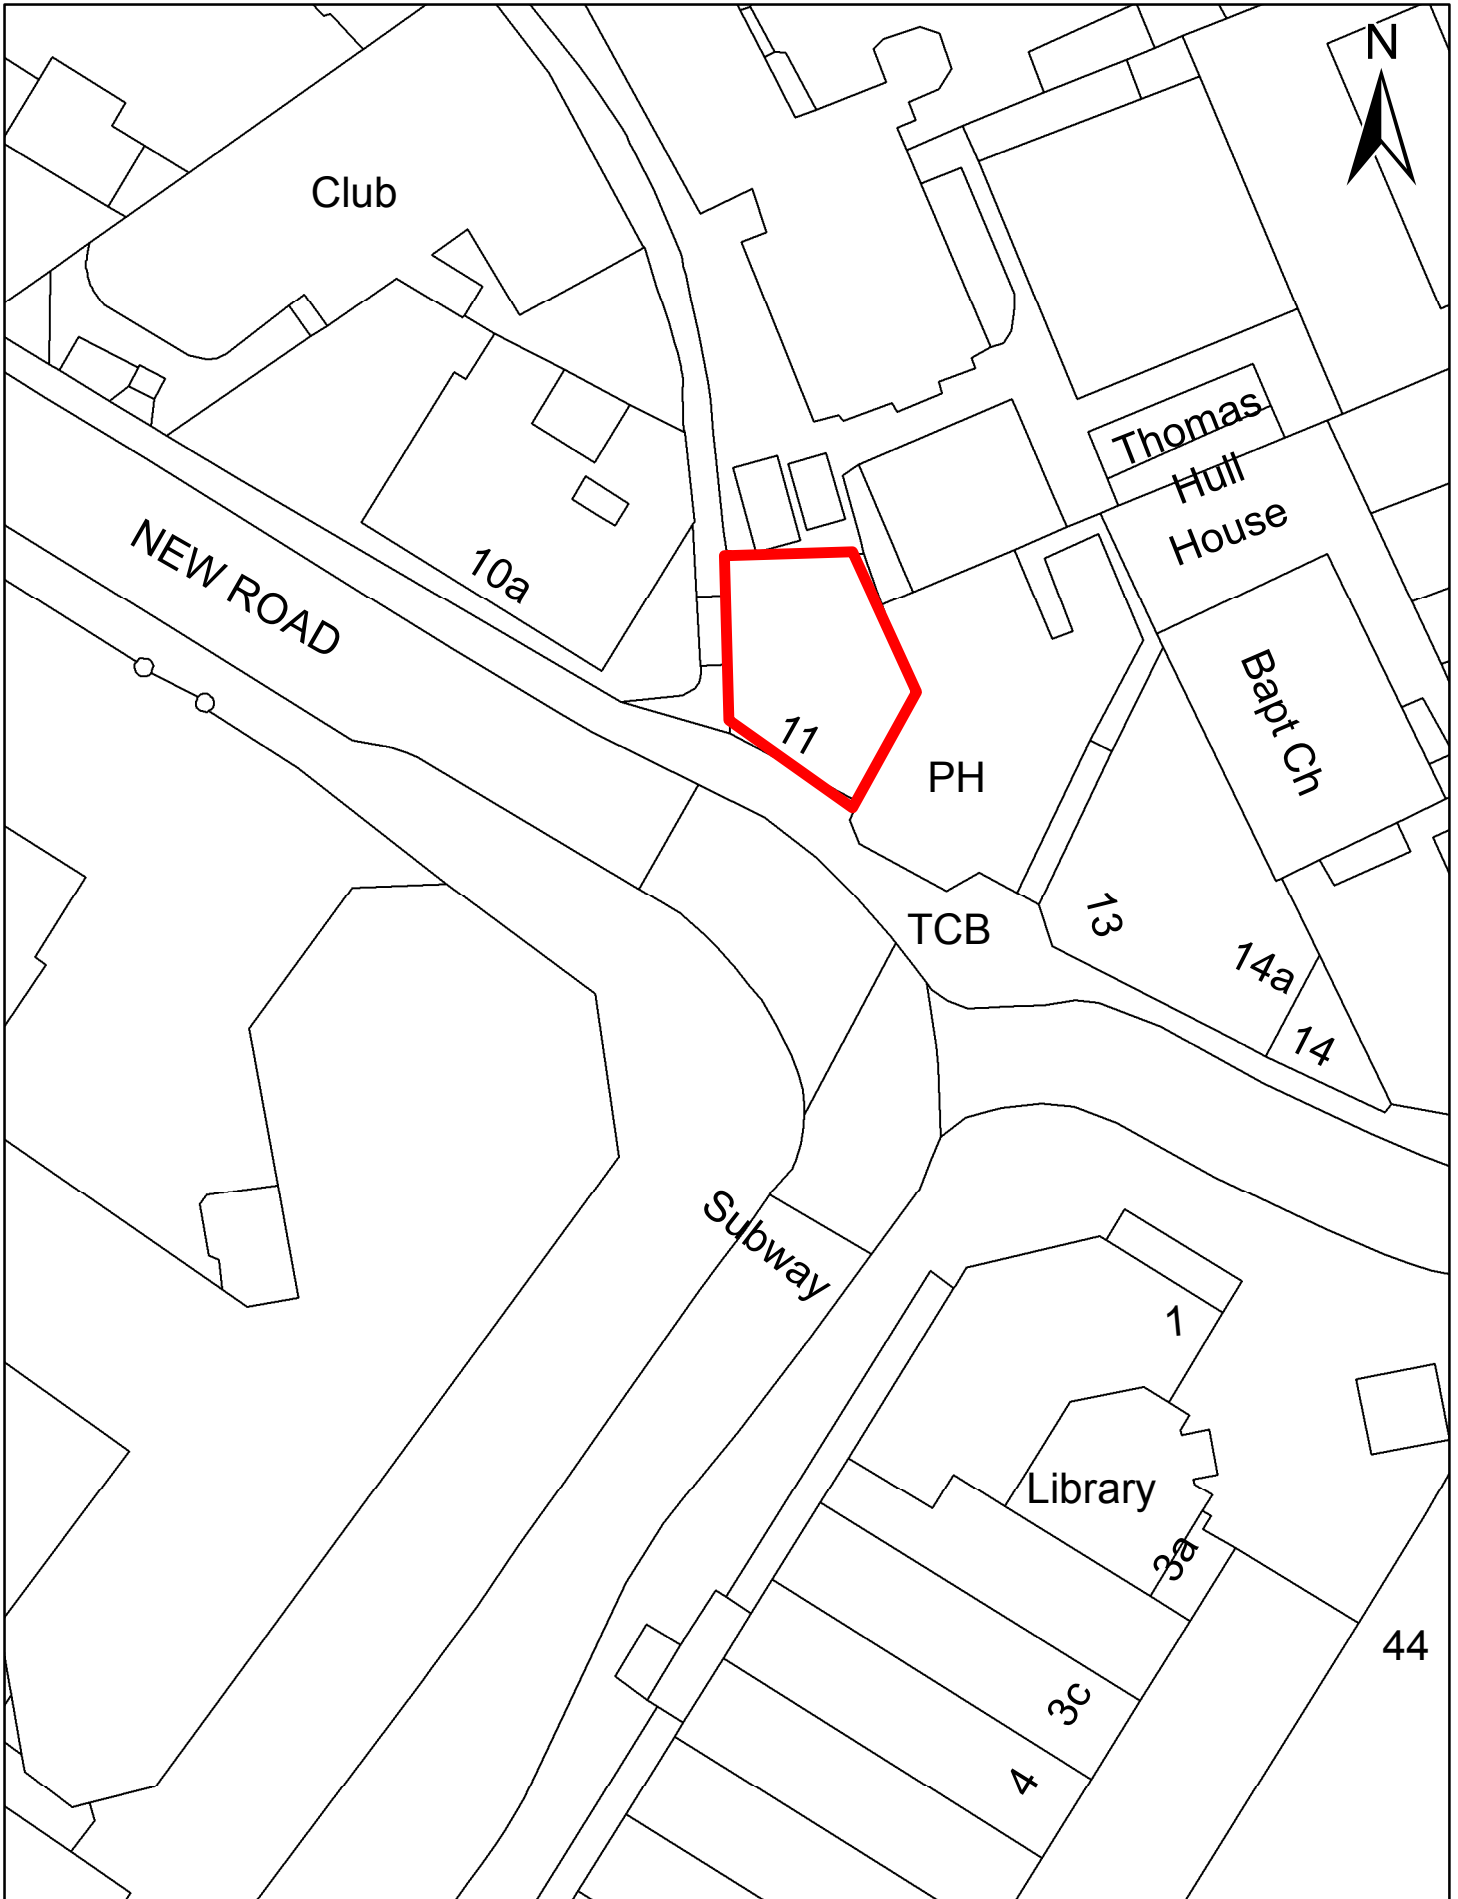 N
Club
Thomas
Hull
House
NEW ROAD
10a
Bapt Ch
11
PH
13
TCB
14a
14
Subway
1
Library
3a
44
3c
4